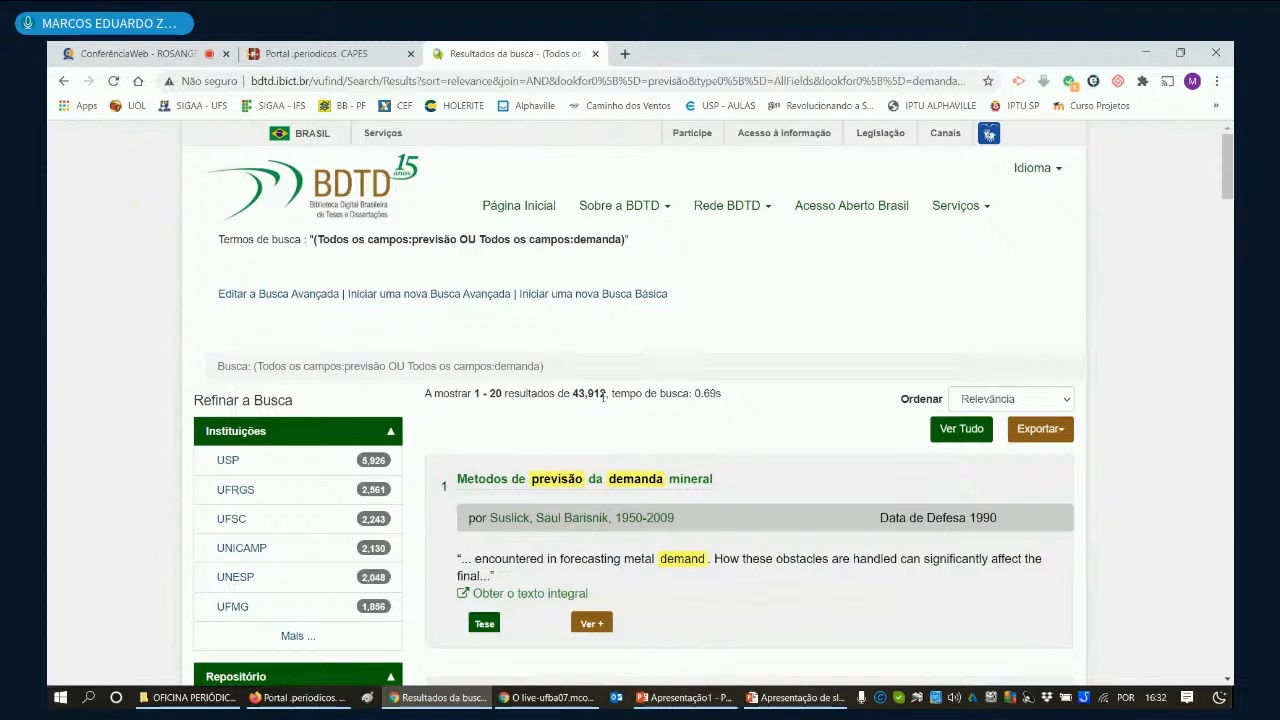 MARCOS EDUARDO Z...
ConferênciaWeb - ROSANGE
Portal .periodicos. CAPES
Resultados da busca - (Todos os
Não seguro
bdtd.ibict.br/vufind/Search/Results?sort=relevance&join=AND&lookfor0%5B%5D=previsão&type0%5B%5D=AllFields&lookfor0%5B%5D=demanda...
M
Apps
UOL
SIGAA - UFS
SIGAA - IFS
BB - PF
CEF
HOLERITE
Alphaville
Caminho dos Ventos
USP - AULAS
Revolucionando a S...
IPTU ALPHAVILLE
IPTU SP
Curso Projetos
»
BRASIL
Serviços
Participe
Acesso à informação
Legislação
Canais
BDTD
15 anos
Biblioteca Digital Brasileira
de Teses e Dissertações
Idioma
Página Inicial
Sobre a BDTD
Rede BDTD
Acesso Aberto Brasil
Serviços
Termos de busca : "(Todos os campos:previsão OU Todos os campos:demanda)"
Editar a Busca Avançada | Iniciar uma nova Busca Avançada | Iniciar uma nova Busca Básica
Busca: (Todos os campos:previsão OU Todos os campos:demanda)
A mostrar 1 - 20 resultados de 43,912, tempo de busca: 0.69s
Ordenar
Relevância
Ver Tudo
Exportar
Refinar a Busca
Instituições
USP 5,926
UFRGS 2,561
UFSC 2,243
UNICAMP 2,130
UNESP 2,048
UFMG 1,856
Mais ...
Repositório
1
Metodos de previsão da demanda mineral
por Suslick, Saul Barisnik, 1950-2009
Data de Defesa 1990
“... encountered in forecasting metal demand . How these obstacles are handled can significantly affect the
final...”
Obter o texto integral
Tese
Ver +
OFICINA PERIÓDIC...
Portal .periodicos. ...
Resultados da busc...
O live-ufba07.mco...
Apresentação1 - P...
Apresentação de sl...
POR
16:32